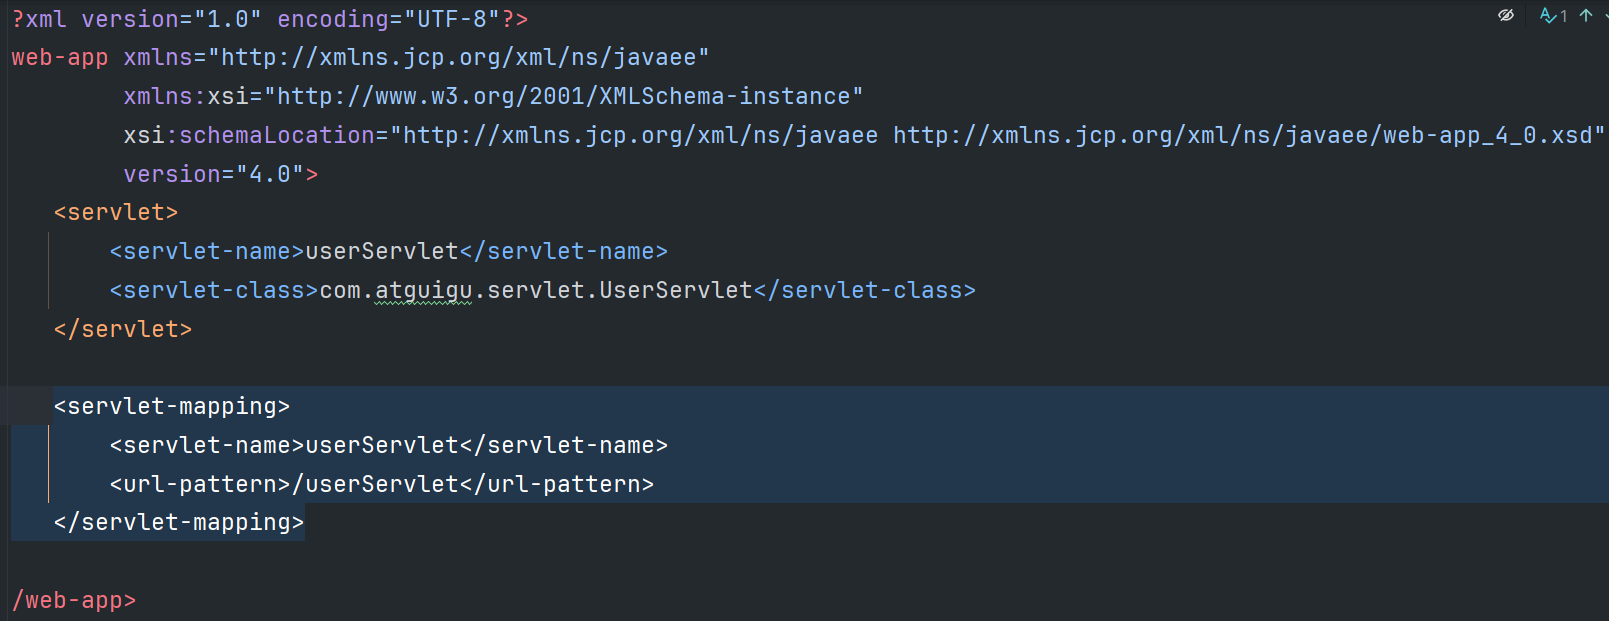 ?xml version="1.0" encoding="UTF-8"?>
web-app xmlns="http://xmlns.jcp.org/xml/ns/javaee"
xmlns:xsi="http://www.w3.org/2001/XMLSchema-instance"
xsi:schemaLocation="http://xmlns.jcp.org/xml/ns/javaee http://xmlns.jcp.org/xml/ns/javaee/web-app_4_0.xsd"
version="4.0">
<servlet>
<servlet-name>userServlet</servlet-name>
<servlet-class>com.atguigu.servlet.UserServlet</servlet-class>
</servlet>
<servlet-mapping>
<servlet-name>userServlet</servlet-name>
<url-pattern>/userServlet</url-pattern>
</servlet-mapping>
/web-app>
1